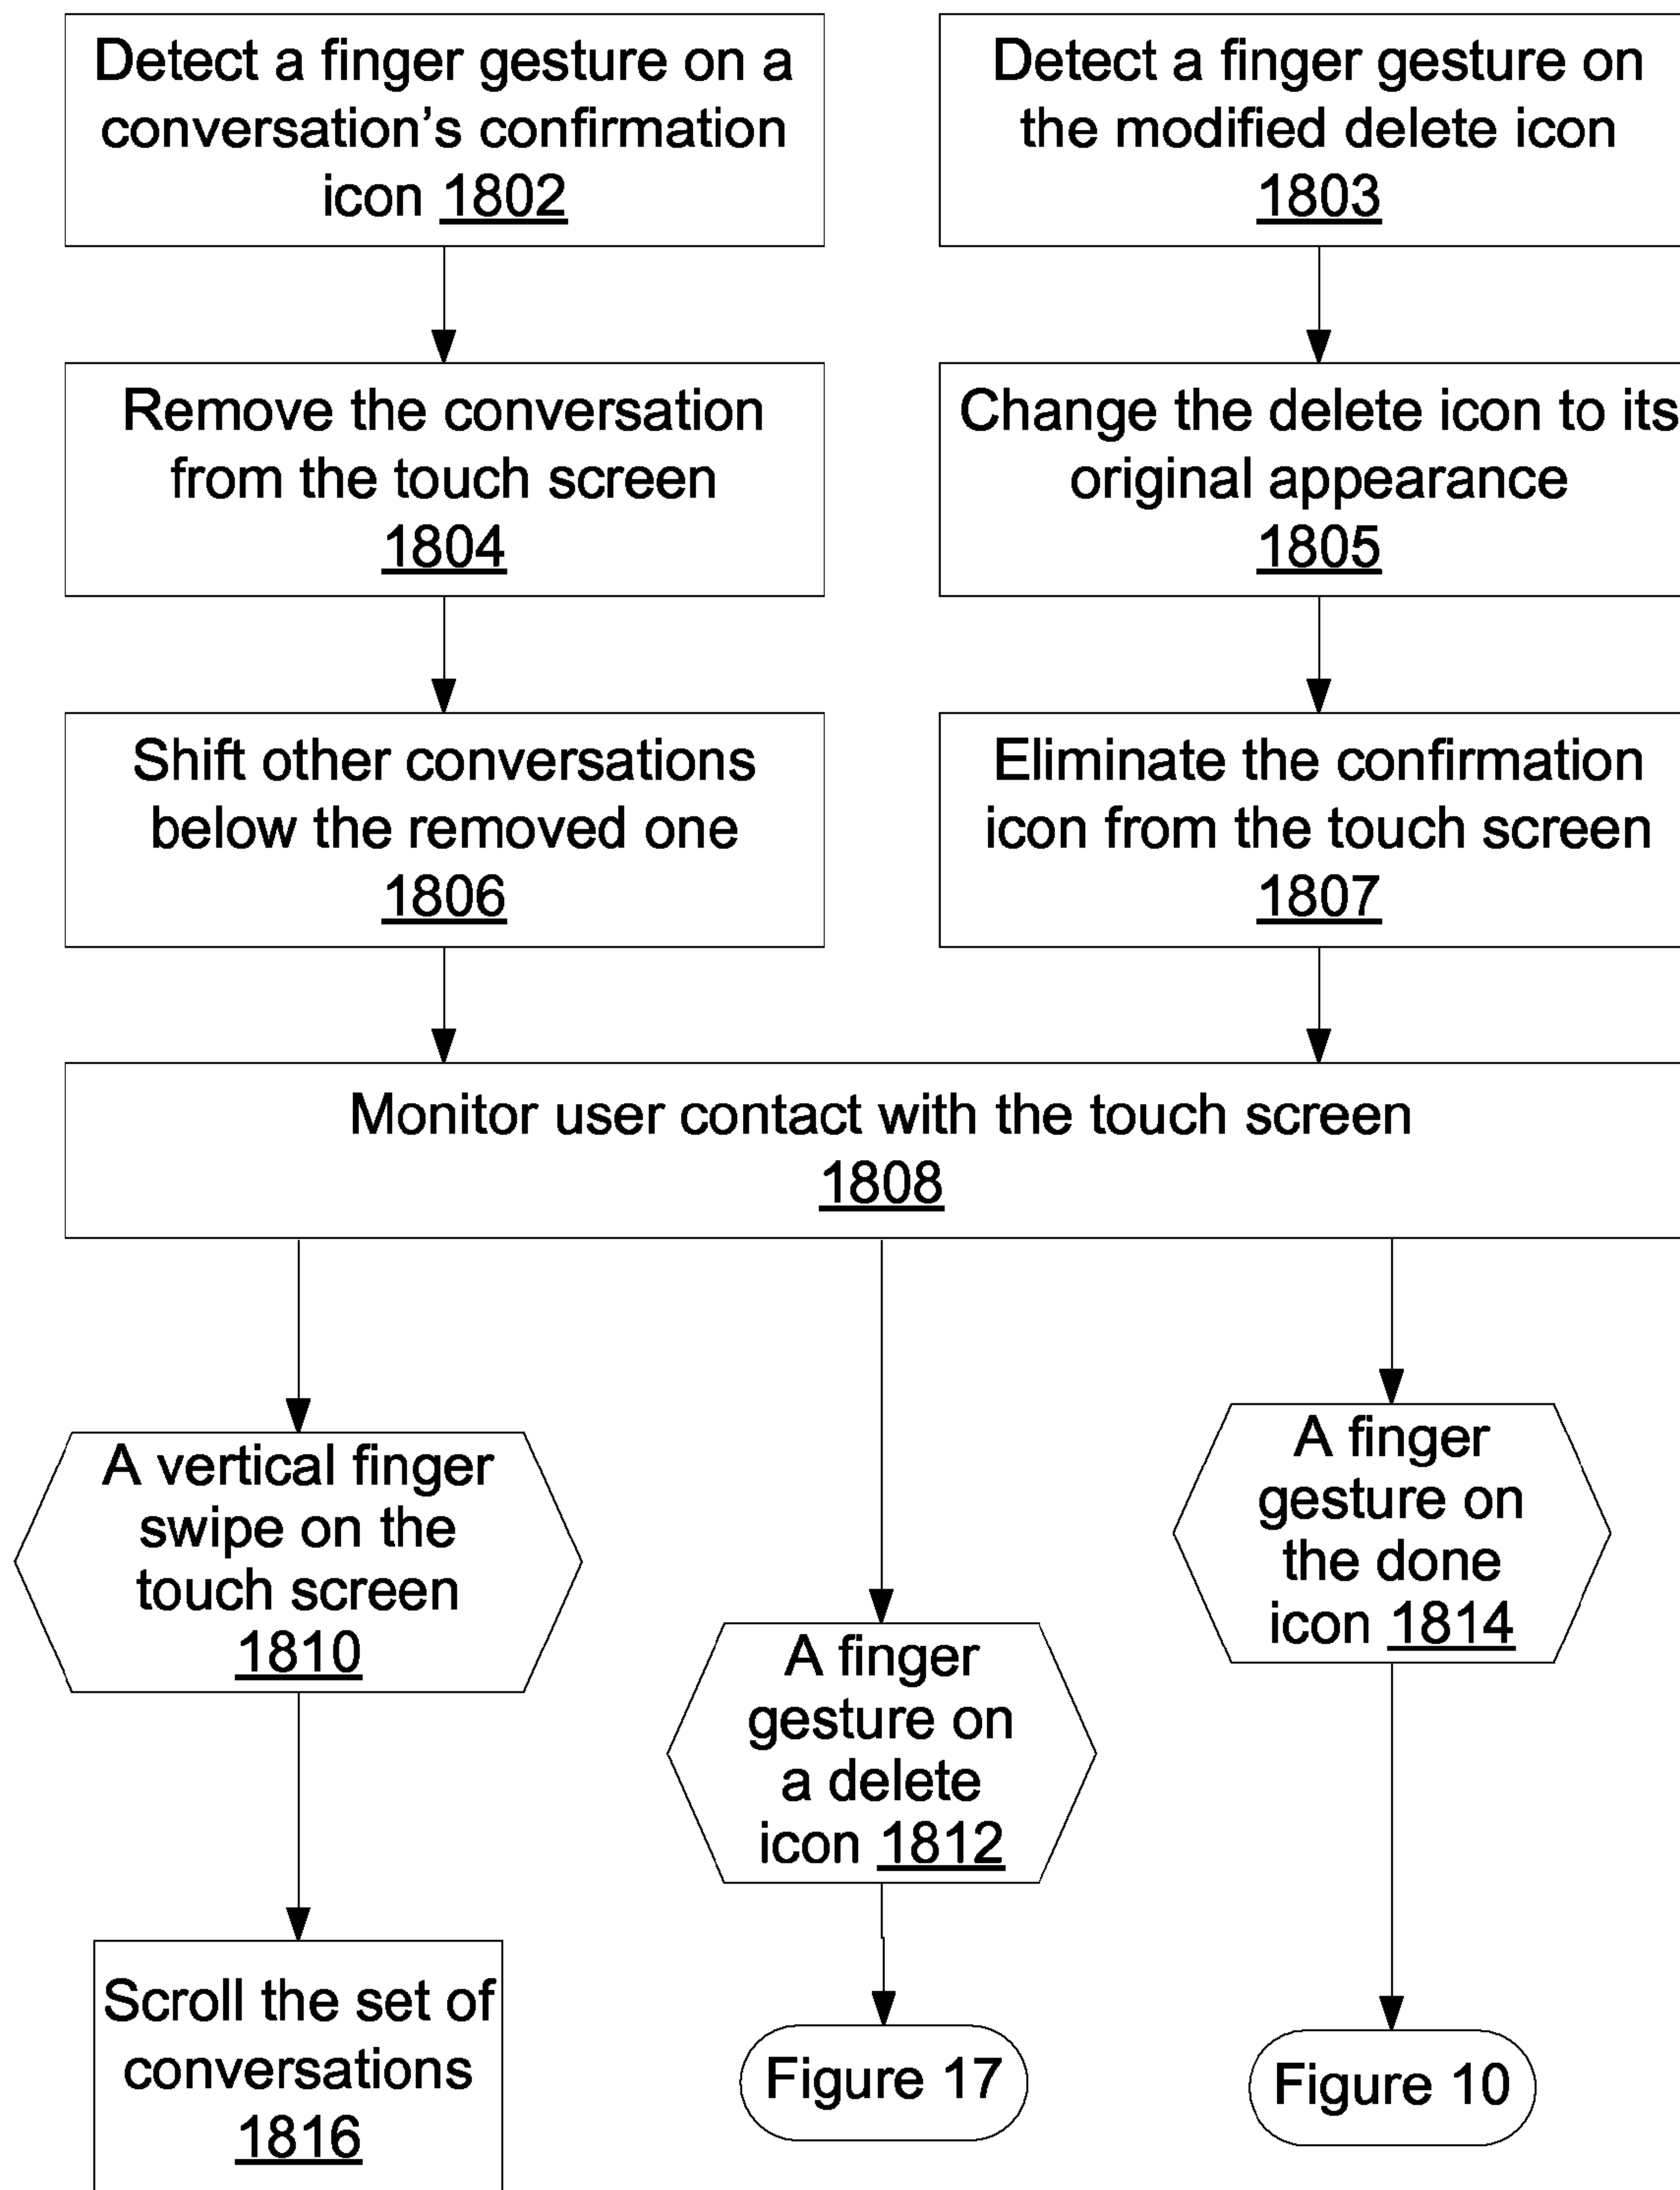 Detect a finger gesture on a
conversation’s confirmation
icon 1802
Detect a finger gesture on
the modified delete icon
1803
Remove the conversation
from the touch screen
1804
Change the delete icon to its
original appearance
1805
Shift other conversations
below the removed one
1806
Eliminate the confirmation
icon from the touch screen
1807
Monitor user contact with the touch screen
1808
A vertical finger
swipe on the
touch screen
1810
A finger
gesture on
a delete
icon 1812
A finger
gesture on
the done
icon 1814
Scroll the set of
conversations
1816
Figure 17
Figure 10